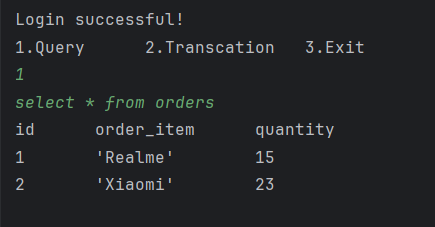 Login successful!
1.Query 2.Transcation 3.Exit
1
select * from orders
id order_item quantity
1 'Realme' 15
2 'Xiaomi' 23